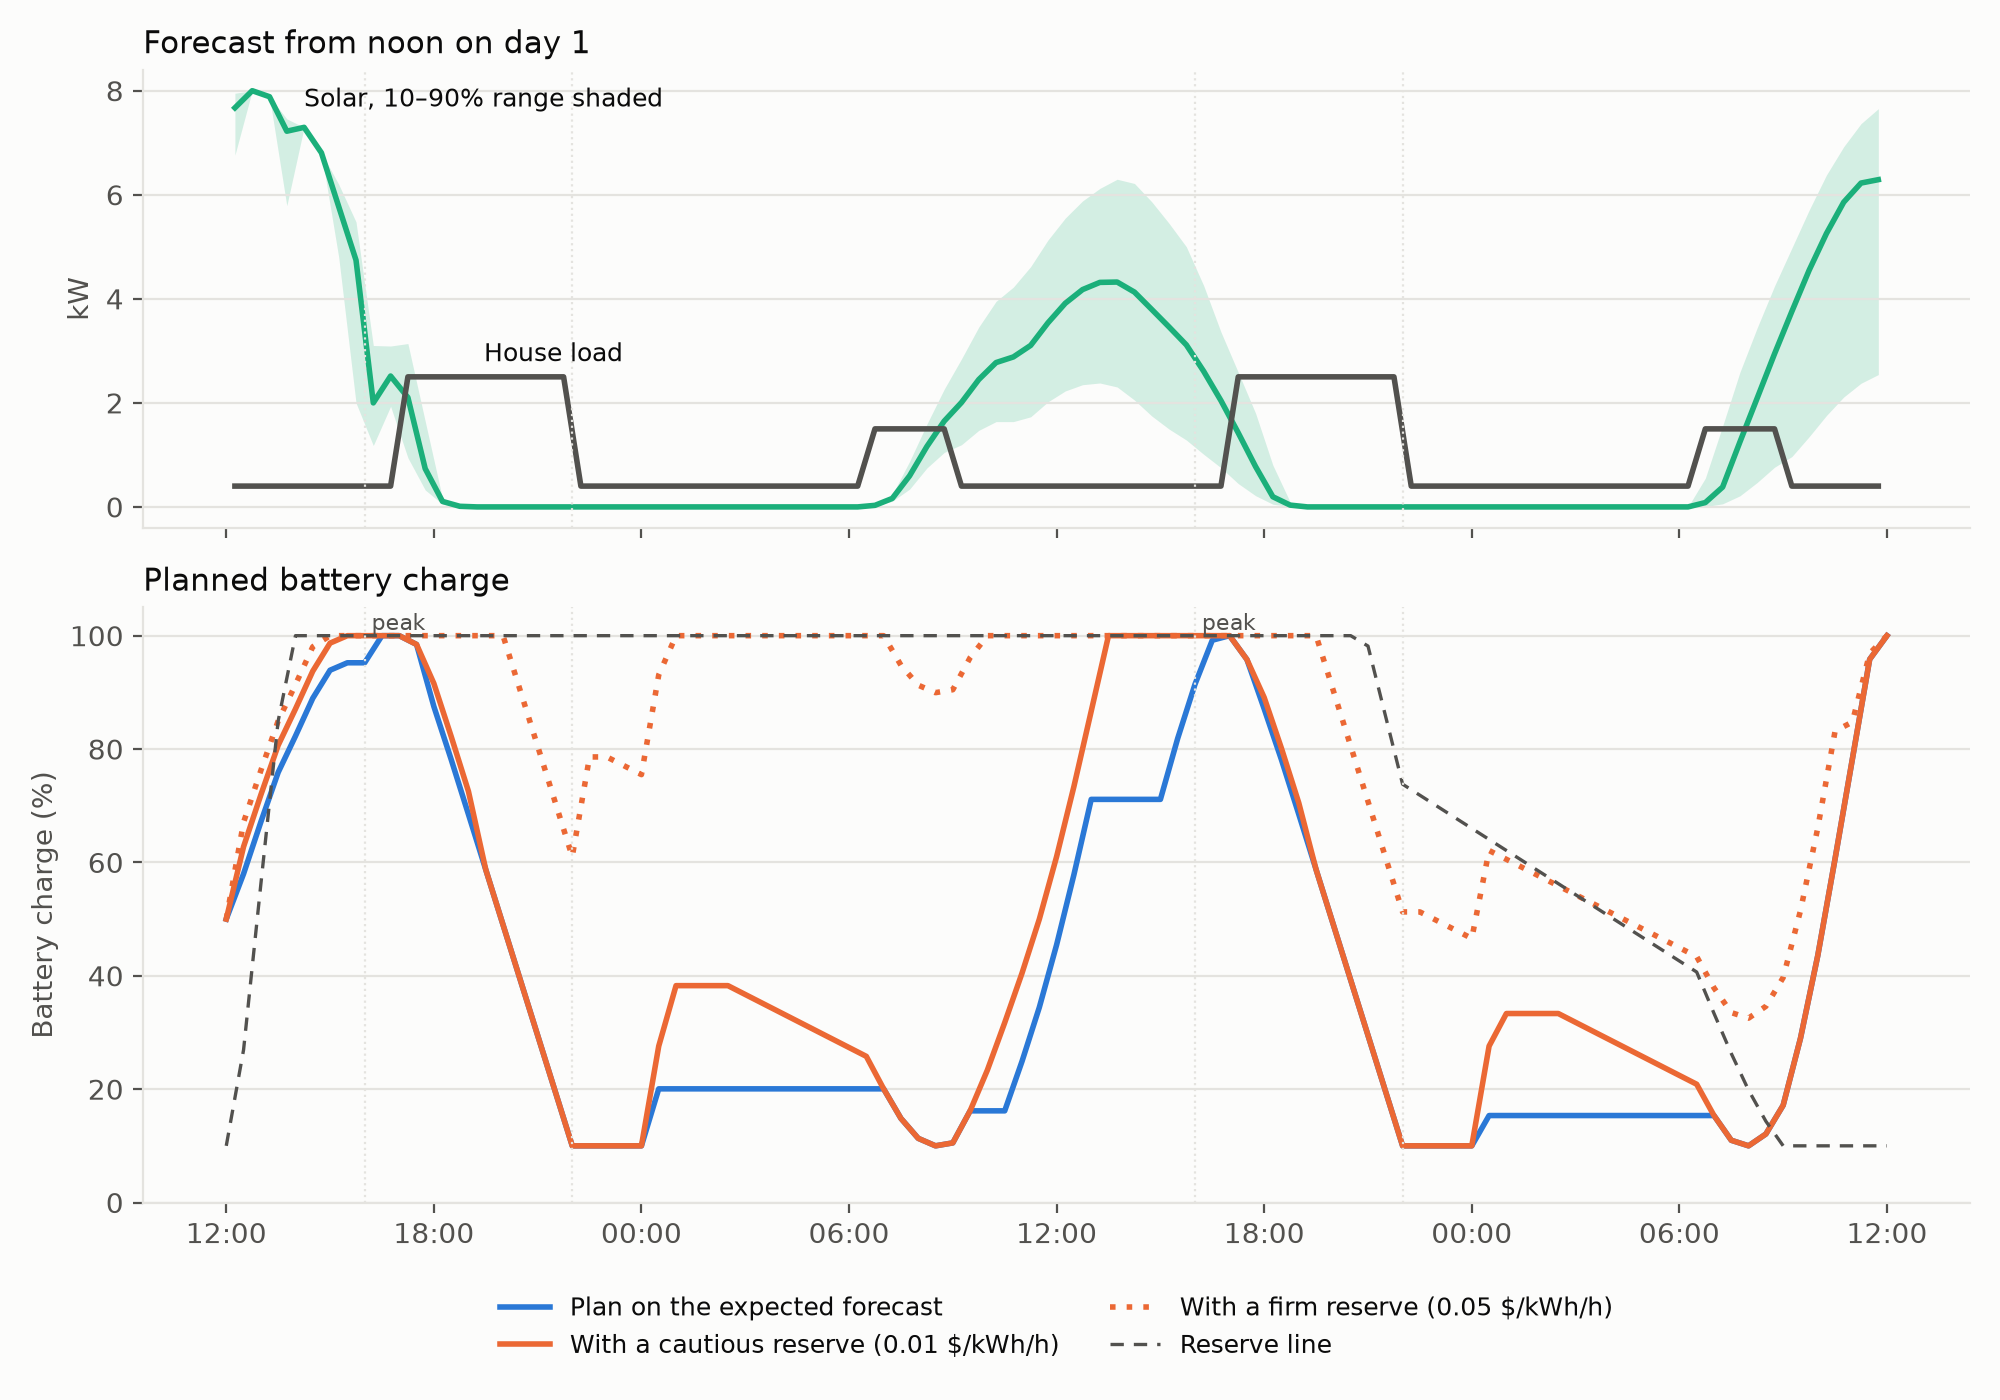 Forecast from noon on day 1
8
6
4
2
0
kW
Solar, 10–90% range shaded
House load
Planned battery charge
peak
peak
100
80
60
40
20
0
Battery charge (%)
12:00
18:00
00:00
06:00
12:00
18:00
00:00
06:00
12:00
Plan on the expected forecast
With a cautious reserve (0.01 $/kWh/h)
With a firm reserve (0.05 $/kWh/h)
Reserve line